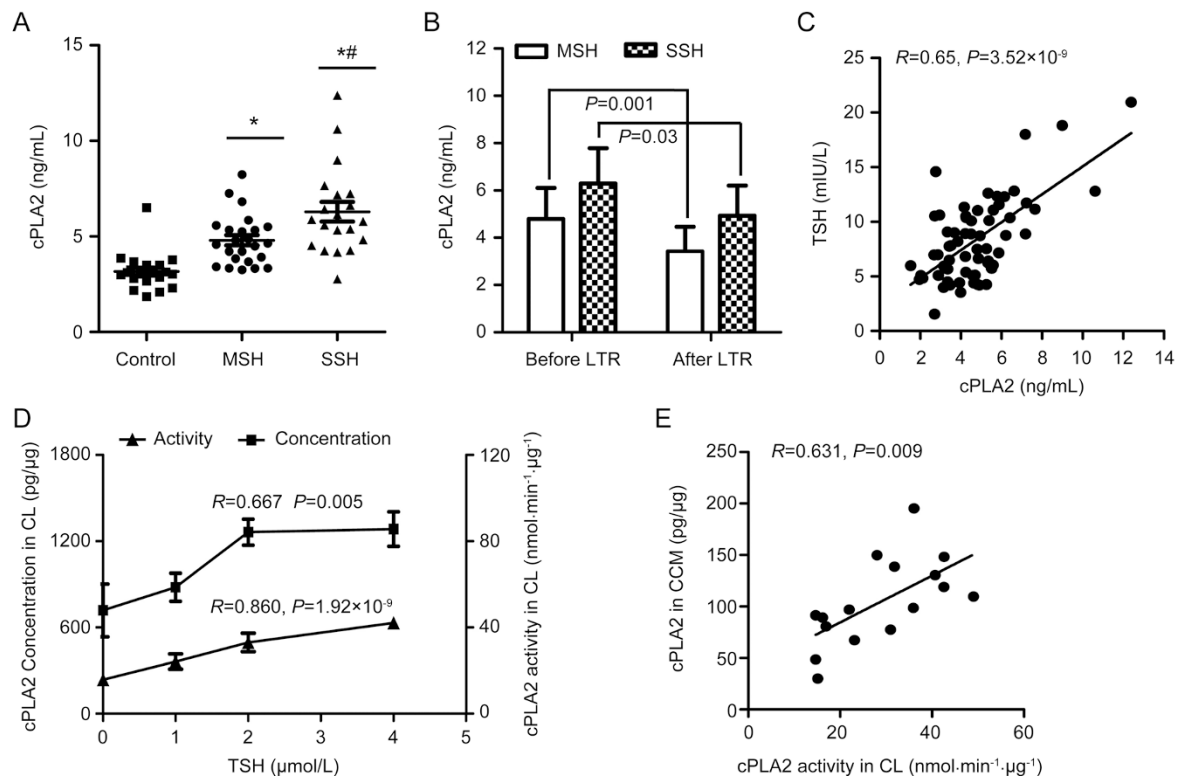 A
15
10
5
0
cPLA2 (ng/mL)
*
*#
Control MSH SSH
B
MSH SSH
12
10
8
6
4
2
0
cPLA2 (ng/mL)
P=0.001
P=0.03
Before LTR After LTR
C
R=0.65, P=3.52×10⁻⁹
25
20
15
10
5
0
TSH (mIU/L)
0 2 4 6 8 10 12 14
cPLA2 (ng/mL)
D
Activity Concentration
1800
1200
600
0
cPLA2 Concentration in CL (pg/μg)
R=0.667 P=0.005
R=0.860, P=1.92×10⁻⁹
120
80
40
0
cPLA2 activity in CL (nmol·min⁻¹·μg⁻¹)
0 1 2 3 4 5
TSH (μmol/L)
E
R=0.631, P=0.009
250
200
150
100
50
0
cPLA2 in CCM (pg/μg)
0 20 40 60
cPLA2 activity in CL (nmol·min⁻¹·μg⁻¹)